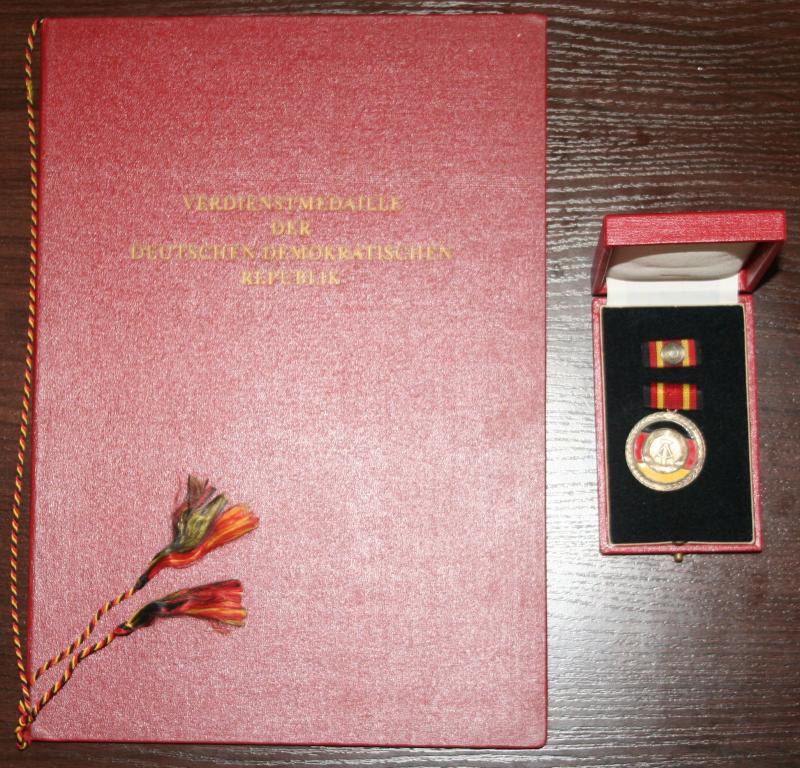 VERDIENSTMEDAILLE
DER
DEUTSCHEN DEMOKRATISCHEN
REPUBLIK